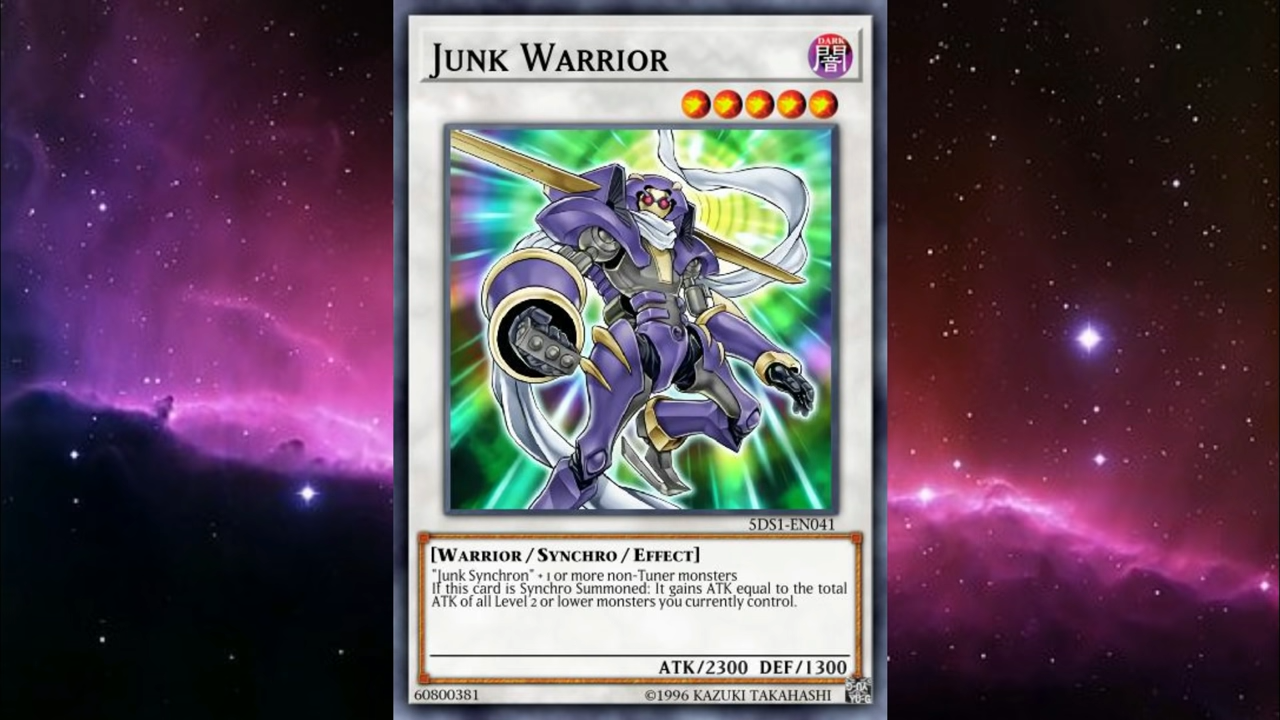 JUNK WARRIOR
DARK
闇
5DS1-EN041
[WARRIOR / SYNCHRO / EFFECT]
"Junk Synchron" + 1 or more non-Tuner monsters
If this card is Synchro Summoned: It gains ATK equal to the total
ATK of all Level 2 or lower monsters you currently control.
ATK/2300 DEF/1300
60800381
©1996 KAZUKI TAKAHASHI